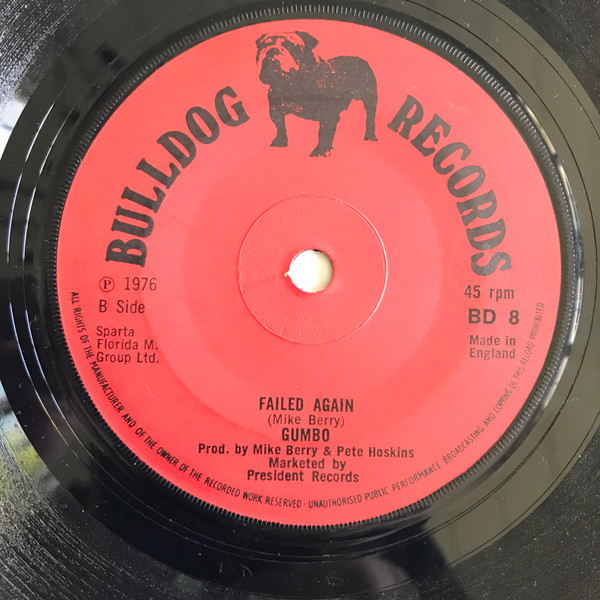 BULLDOG RECORDS
℗ 1976
B Side
Sparta
Florida M.
Group Ltd.
45 rpm
BD 8
Made in
England
FAILED AGAIN
(Mike Berry)
GUMBO
Prod. by Mike Berry & Pete Hoskins
Marketed by
President Records
ALL RIGHTS OF THE MANUFACTURER AND OF THE OWNER OF THE RECORDED WORK RESERVED - UNAUTHORISED PUBLIC PERFORMANCE BROADCASTING AND COPYING OF THIS RECORD PROHIBITED